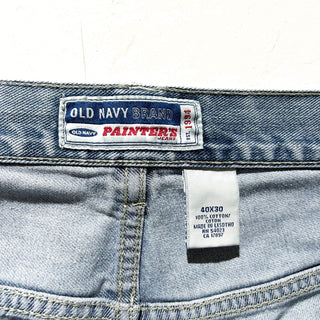 OLD NAVY BRAND
OLD NAVY
PAINTER'S
JEANS
EST. 1994
40X30
100% COTTON/
COTON
MADE IN LESOTHO
RN 54023
CA 17897